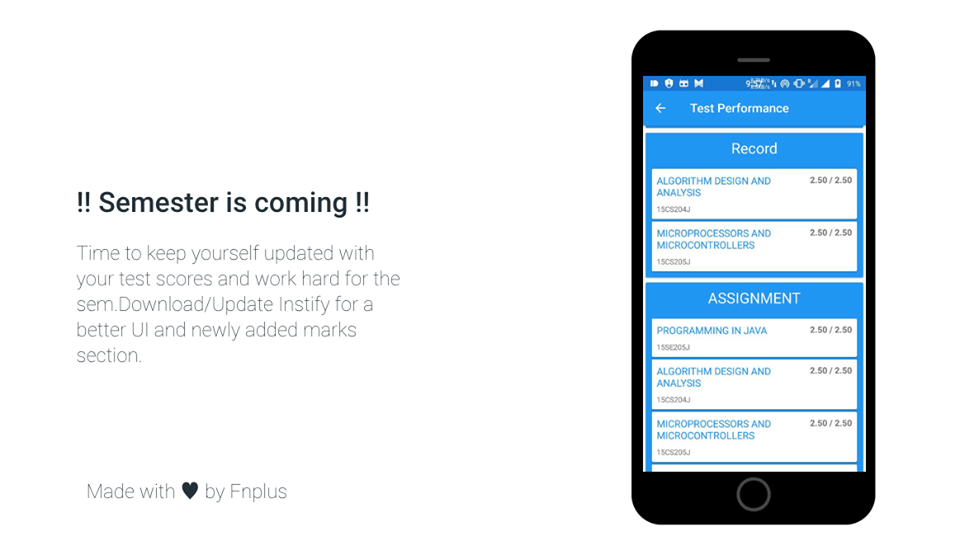 !! Semester is coming !!
Time to keep yourself updated with
your test scores and work hard for the
sem.Download/Update Instify for a
better UI and newly added marks
section.
Made with ♥ by Fnplus
91%
Test Performance
Record
ALGORITHM DESIGN AND 2.50 / 2.50
ANALYSIS
15CS204J
MICROPROCESSORS AND 2.50 / 2.50
MICROCONTROLLERS
15CS205J
ASSIGNMENT
PROGRAMMING IN JAVA 2.50 / 2.50
15SE205J
ALGORITHM DESIGN AND 2.50 / 2.50
ANALYSIS
15CS204J
MICROPROCESSORS AND 2.50 / 2.50
MICROCONTROLLERS
15CS205J